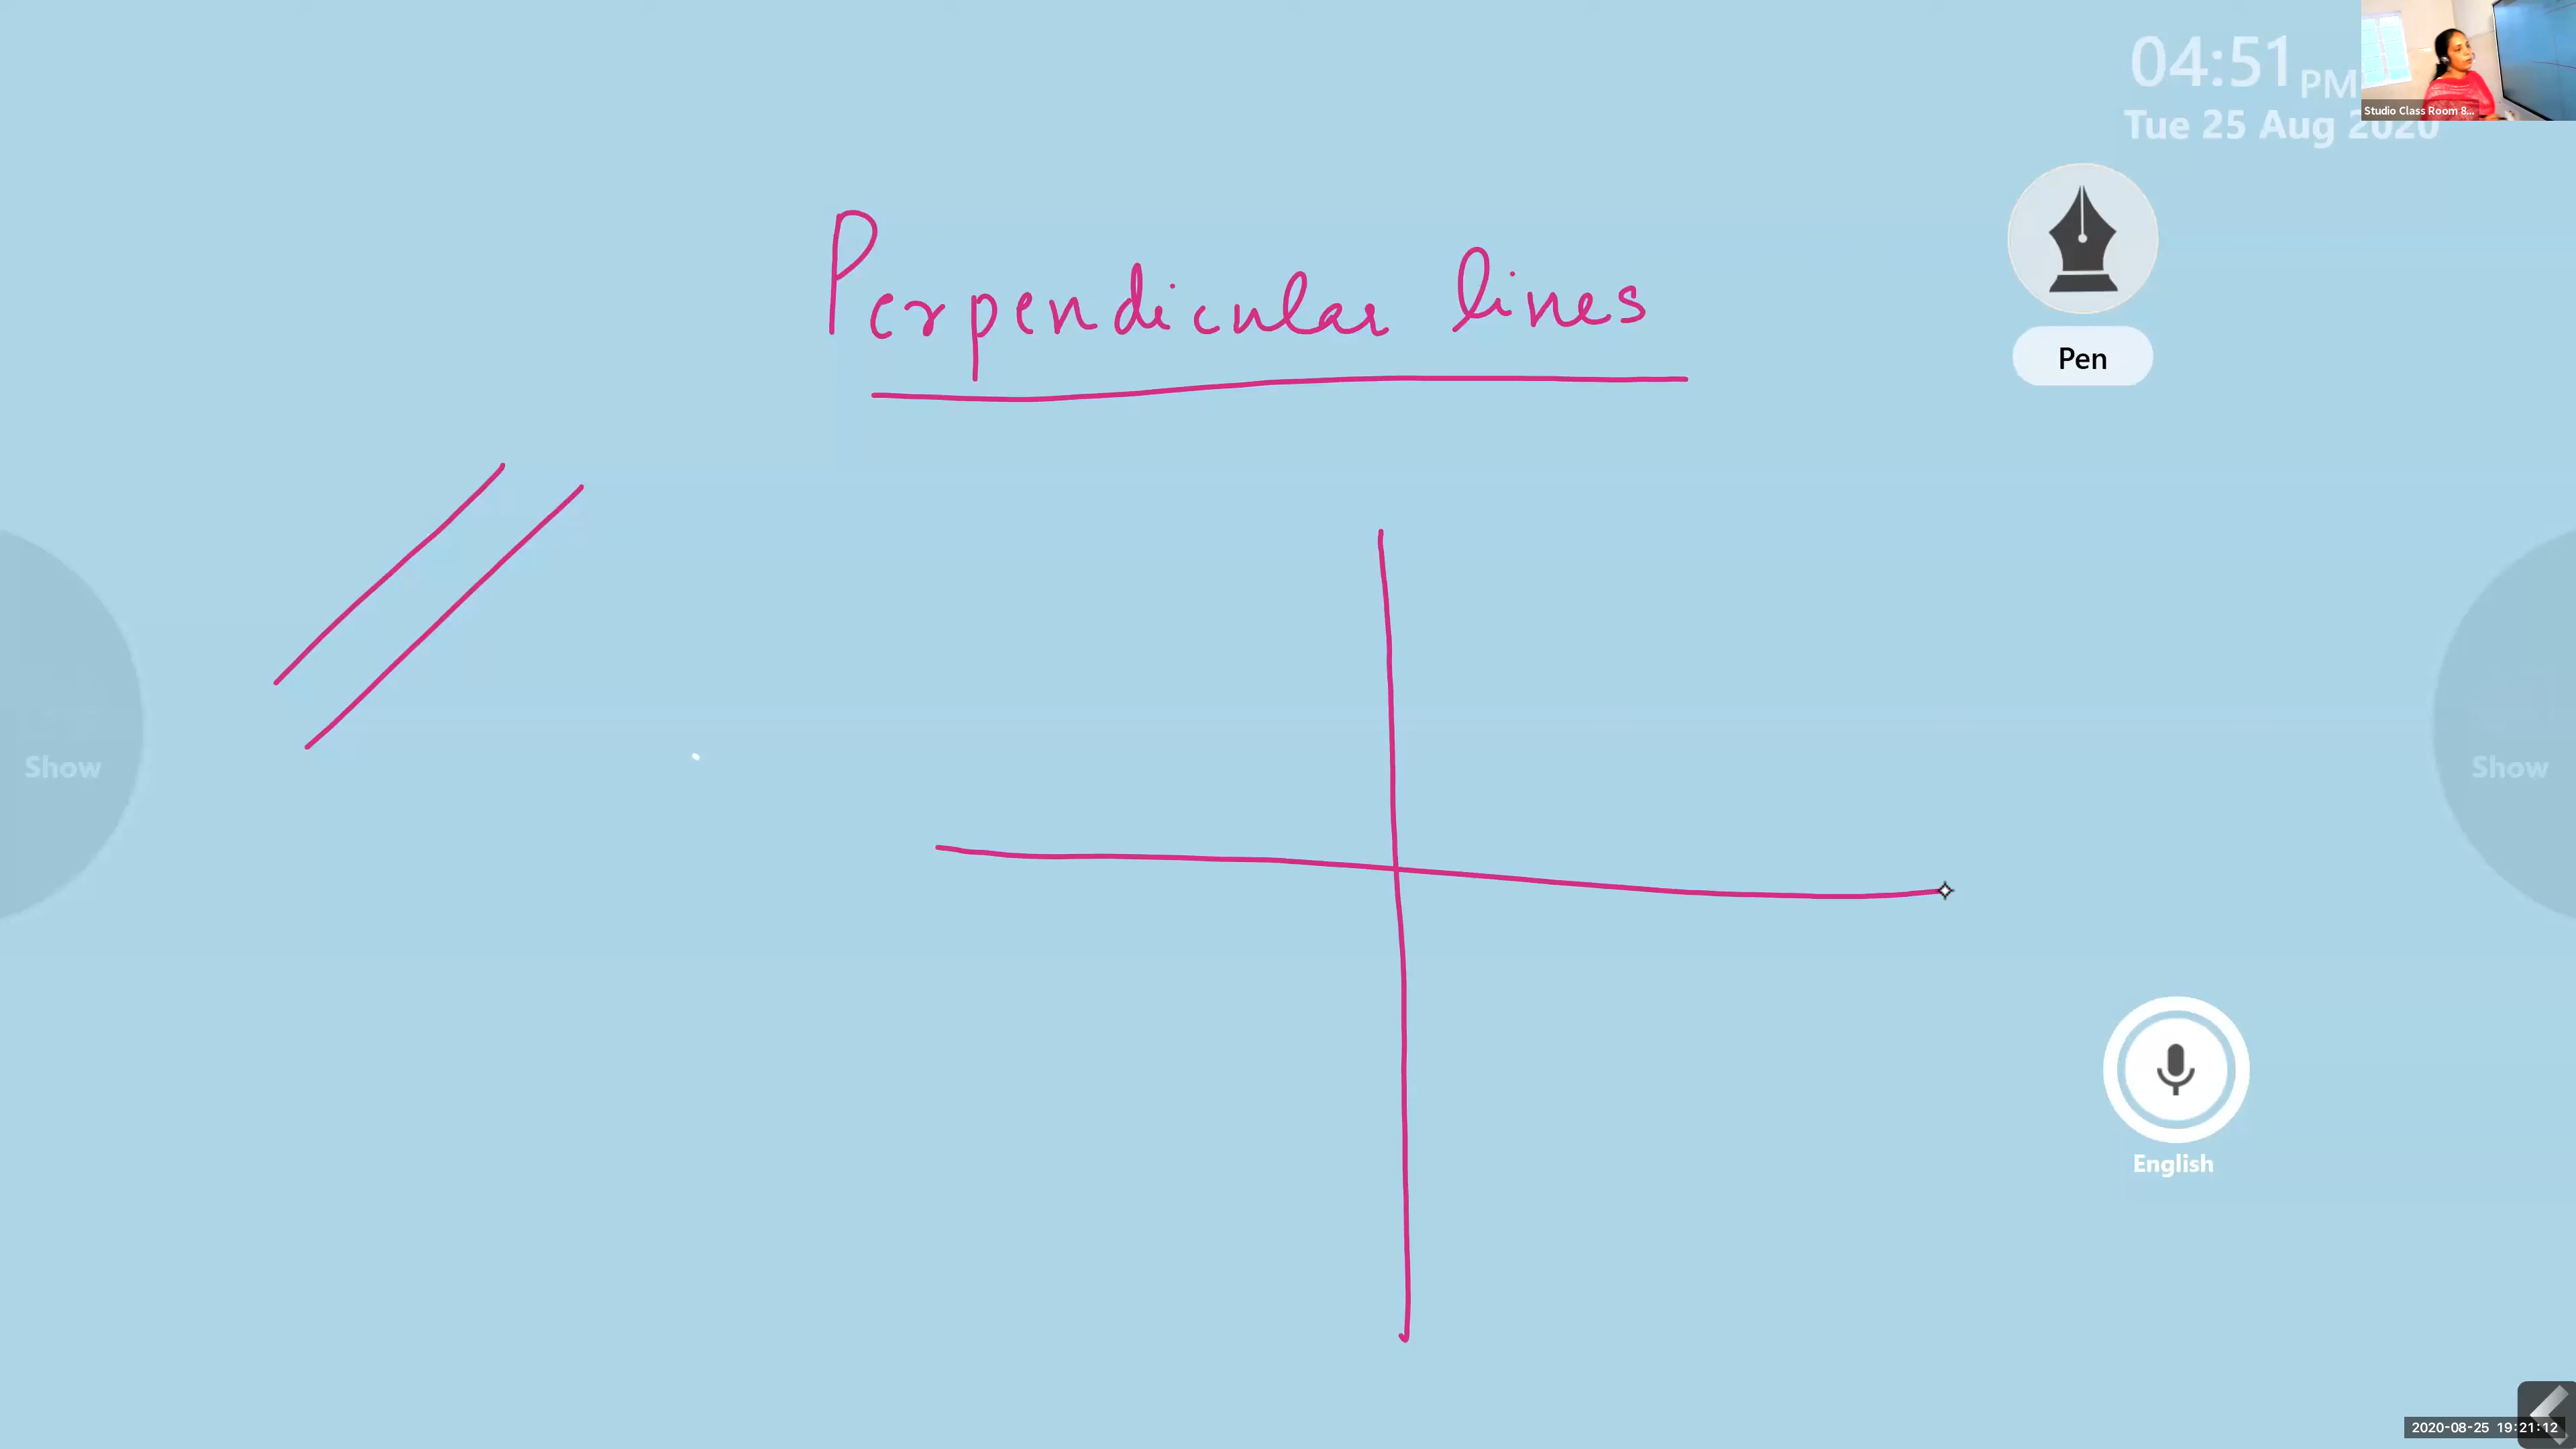 04:51 PM
Tue 25 Aug 2020
Studio Class Room 8...
Perpendicular lines
Pen
Show
Show
English
2020-08-25 19:21:12